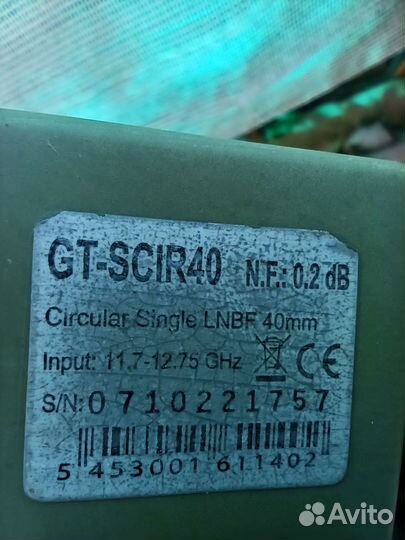 GT-SCIR40 N.F.: 0.2 dB
Circular Single LNBF 40mm
Input: 11.7-12.75 GHz CE
S/N: 0710221757
5 453001 611402
Avito